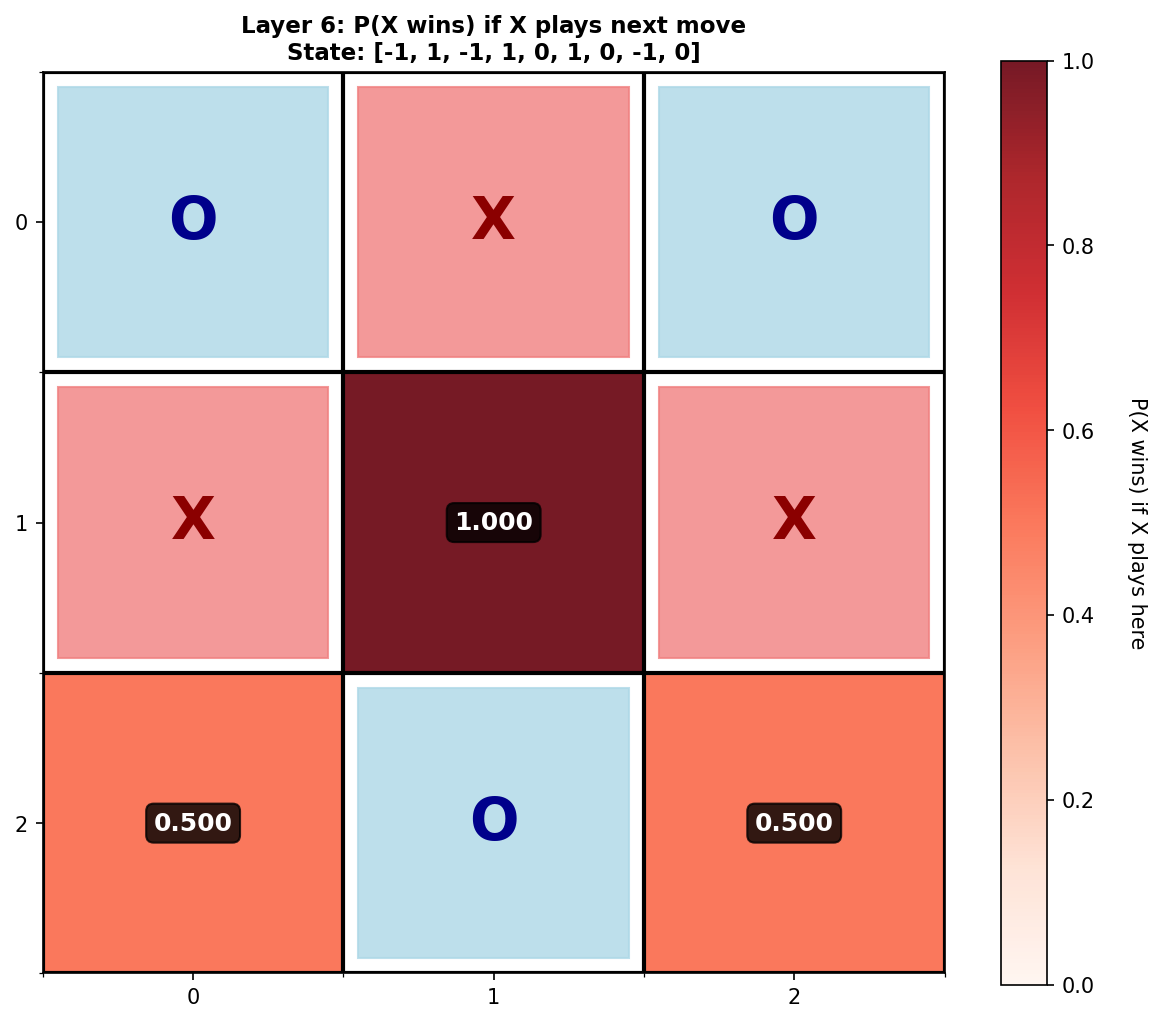 Layer 6: P(X wins) if X plays next move
State: [-1, 1, -1, 1, 0, 1, 0, -1, 0]
0
O
X
O
1
X
1.000
X
2
0.500
O
0.500
0
1
2
1.0
0.8
0.6
0.4
0.2
0.0
P(X wins) if X plays here